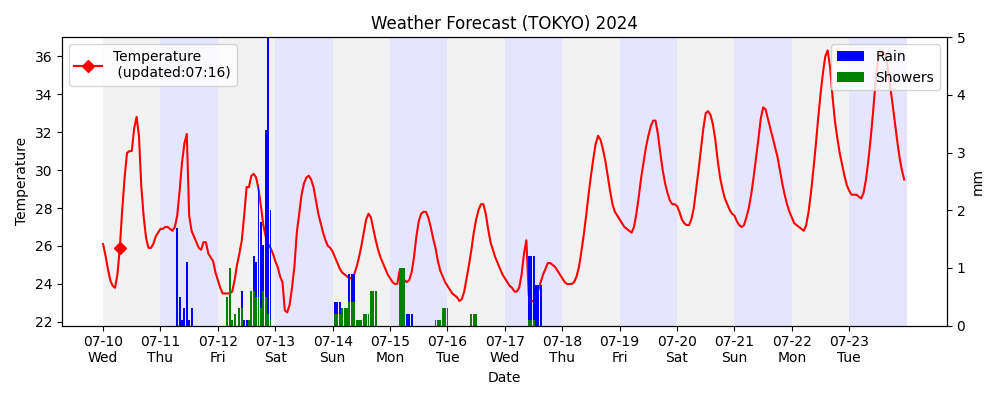 Weather Forecast (TOKYO) 2024
Temperature
(updated:07:16)
Rain
Showers
36
34
32
30
28
26
24
22
Temperature
5
4
3
2
1
0
mm
07-10 07-11 07-12 07-13 07-14 07-15 07-16 07-17 07-18 07-19 07-20 07-21 07-22 07-23
Wed Thu Fri Sat Sun Mon Tue Wed Thu Fri Sat Sun Mon Tue
Date